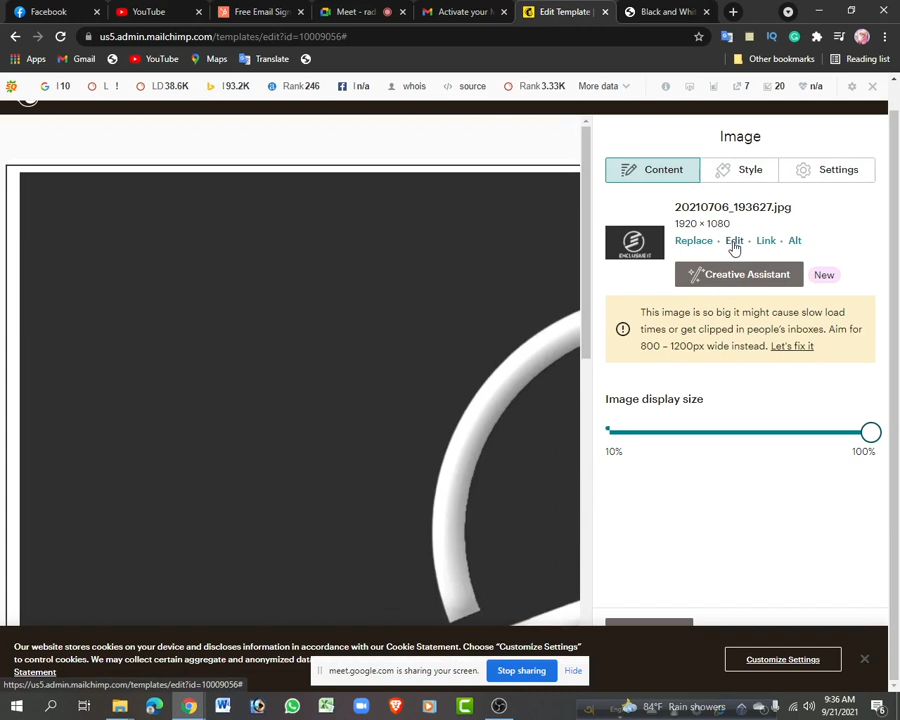 Facebook
YouTube
Free Email Sign
Meet - rad
Activate your M
Edit Template |
Black and Whit
us5.admin.mailchimp.com/templates/edit?id=10009056#
Apps
Gmail
YouTube
Maps
Translate
Other bookmarks
Reading list
I 10
L !
LD 38.6K
I 93.2K
Rank 246
I n/a
whois
source
Rank 3.33K
More data
7
20
n/a
Image
Content
Style
Settings
20210706_193627.jpg
1920 × 1080
Replace • Edit • Link • Alt
EXCLUSIVE IT
Creative Assistant
New
This image is so big it might cause slow load
times or get clipped in people's inboxes. Aim for
800 – 1200px wide instead. Let's fix it
Image display size
10%
100%
Our website stores cookies on your device and discloses information in accordance with our Cookie Statement. Choose "Customize Settings"
to control cookies. We may collect certain aggregate and anonymized dat
Statement
Customize Settings
meet.google.com is sharing your screen.
Stop sharing
Hide
https://us5.admin.mailchimp.com/templates/edit?id=10009056#
84°F Rain showers
9:36 AM
9/21/2021
6